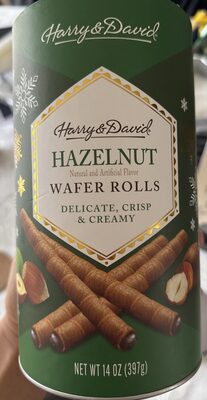 Harry & David®
Harry & David®
HAZELNUT
Natural and Artificial Flavor
WAFER ROLLS
DELICATE, CRISP
& CREAMY
NET WT 14 OZ (397g)